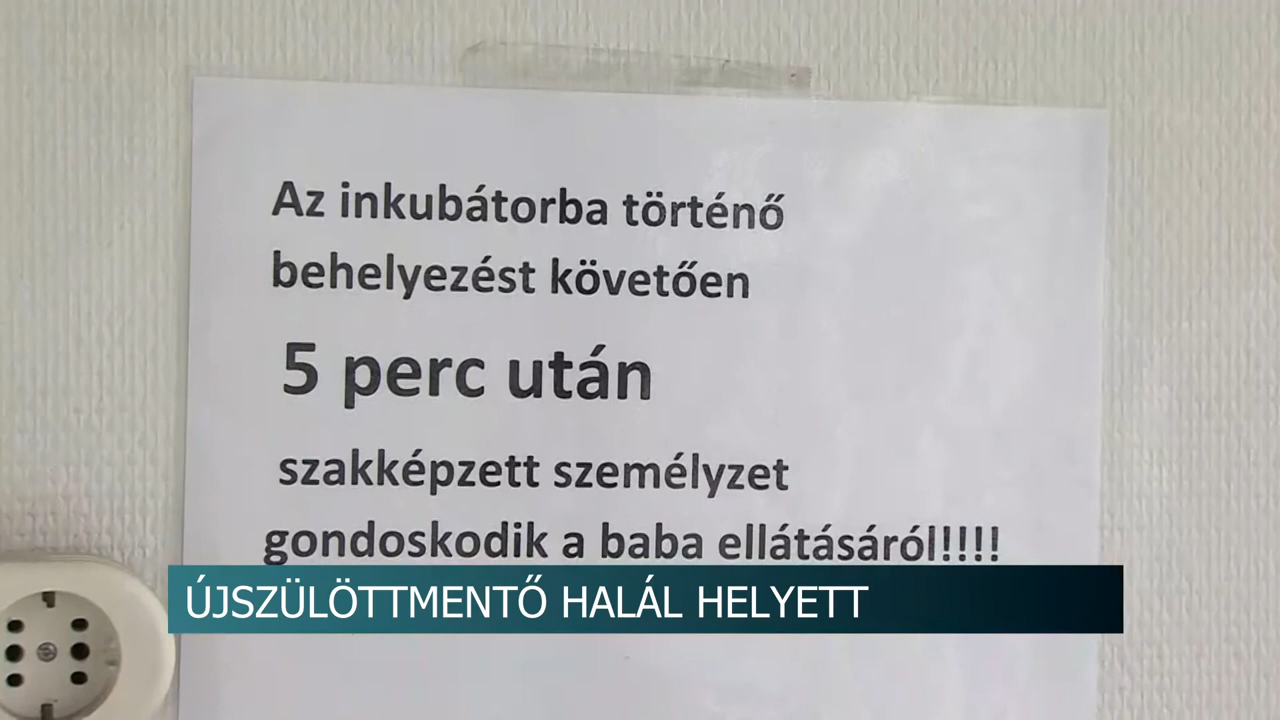 Az inkubátorba történő
behelyezést követően
5 perc után
szakképzett személyzet
gondoskodik a baba ellátásáról!!!!
ÚJSZÜLÖTTMENTŐ HALÁL HELYETT